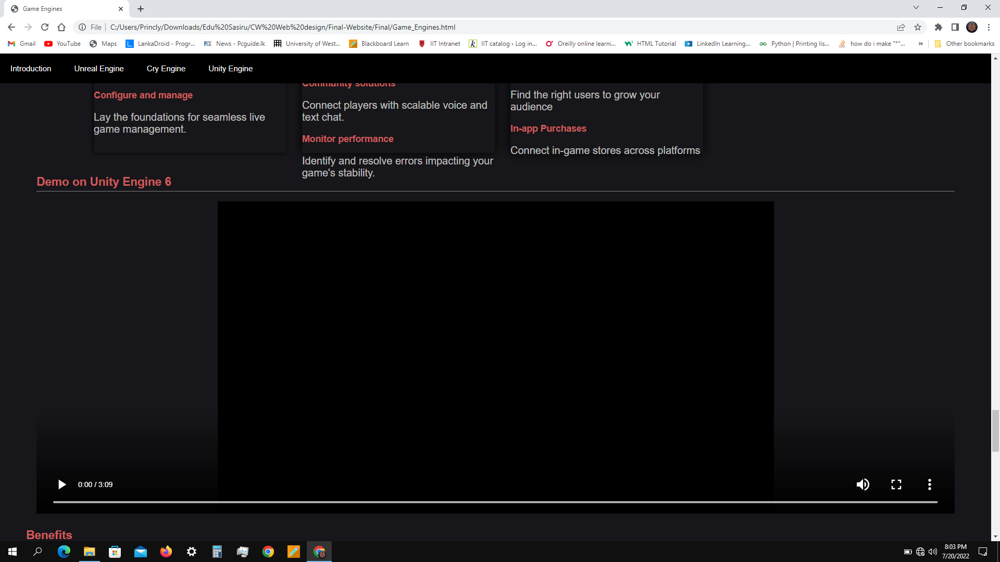 Game Engines
File
C:/Users/Princly/Downloads/Edu%20Sasiru/CW%20Web%20design/Final-Website/Final/Game_Engines.html
Gmail YouTube Maps LankaDroid - Progr... News - Pcguide.lk University of West... Blackboard Learn IIT Intranet IIT catalog › Log in... Oreilly online learni... HTML Tutorial LinkedIn Learning... Python | Printing lis... how do i make "*"... » Other bookmarks
Introduction Unreal Engine Cry Engine Unity Engine
Configure and manage
Lay the foundations for seamless live
game management.
Community solutions
Connect players with scalable voice and
text chat.
Monitor performance
Identify and resolve errors impacting your
game's stability.
Find the right users to grow your
audience
In-app Purchases
Connect in-game stores across platforms
Demo on Unity Engine 6
0:00 / 3:09
Benefits
8:03 PM
7/20/2022